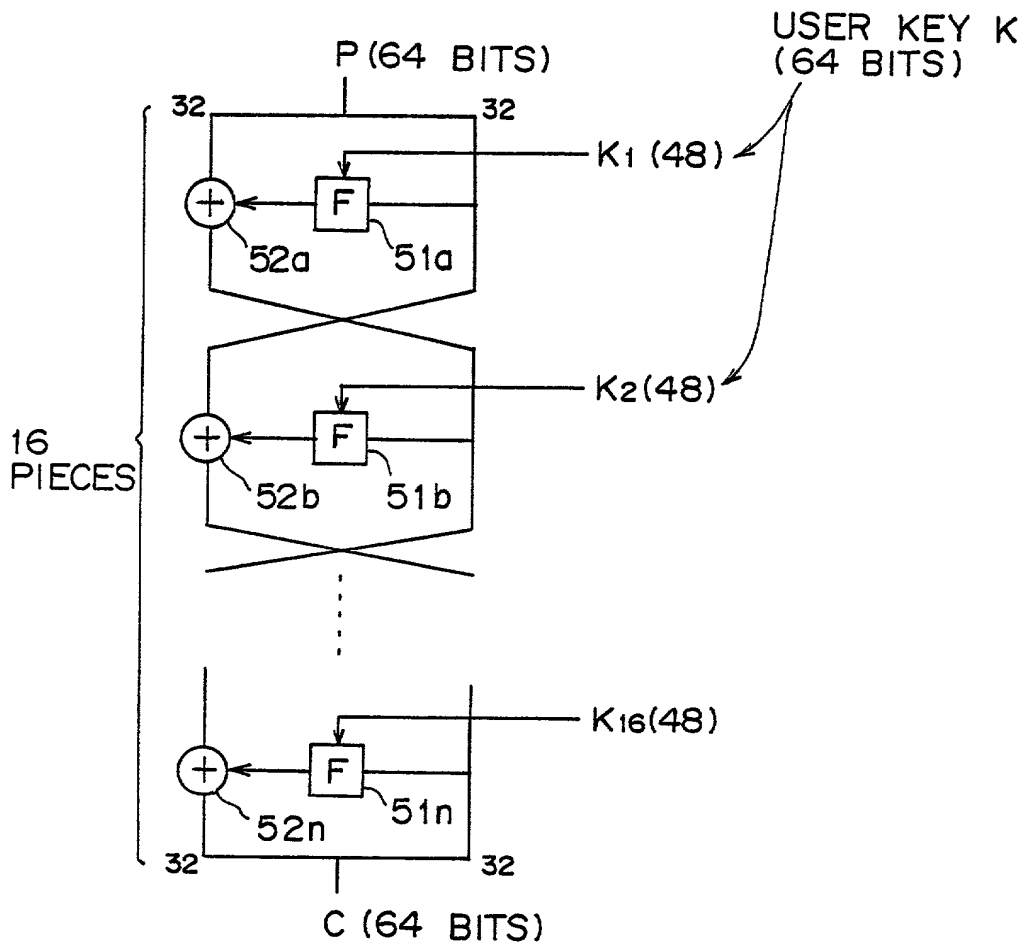 USER KEY K
(64 BITS)
P (64 BITS)
32 32
K1 (48)
F
52a 51a
K2 (48)
F
16
PIECES
52b 51b
K16 (48)
F
52n 51n
32 32
C (64 BITS)